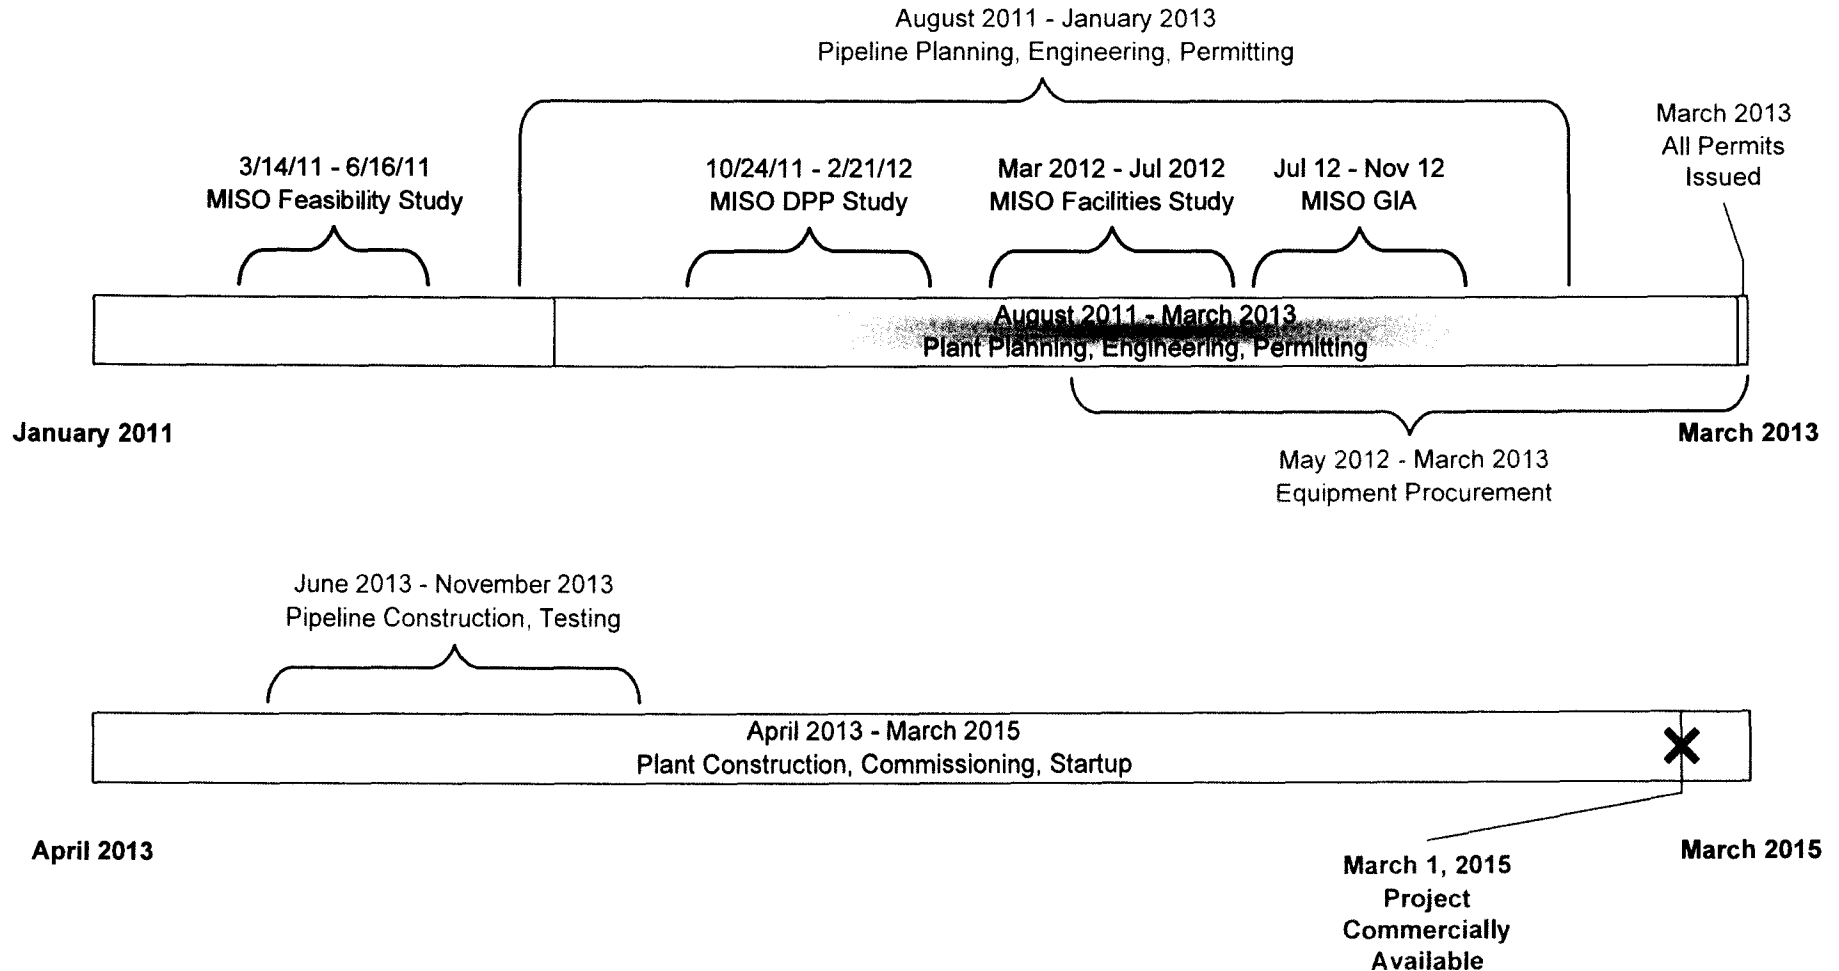 August 2011 - January 2013
Pipeline Planning, Engineering, Permitting
March 2013
All Permits
Issued
3/14/11 - 6/16/11
MISO Feasibility Study
10/24/11 - 2/21/12
MISO DPP Study
Mar 2012 - Jul 2012
MISO Facilities Study
Jul 12 - Nov 12
MISO GIA
August 2011 - March 2013
Plant Planning, Engineering, Permitting
January 2011
March 2013
May 2012 - March 2013
Equipment Procurement
June 2013 - November 2013
Pipeline Construction, Testing
April 2013 - March 2015
Plant Construction, Commissioning, Startup
April 2013
March 2015
March 1, 2015
Project
Commercially
Available